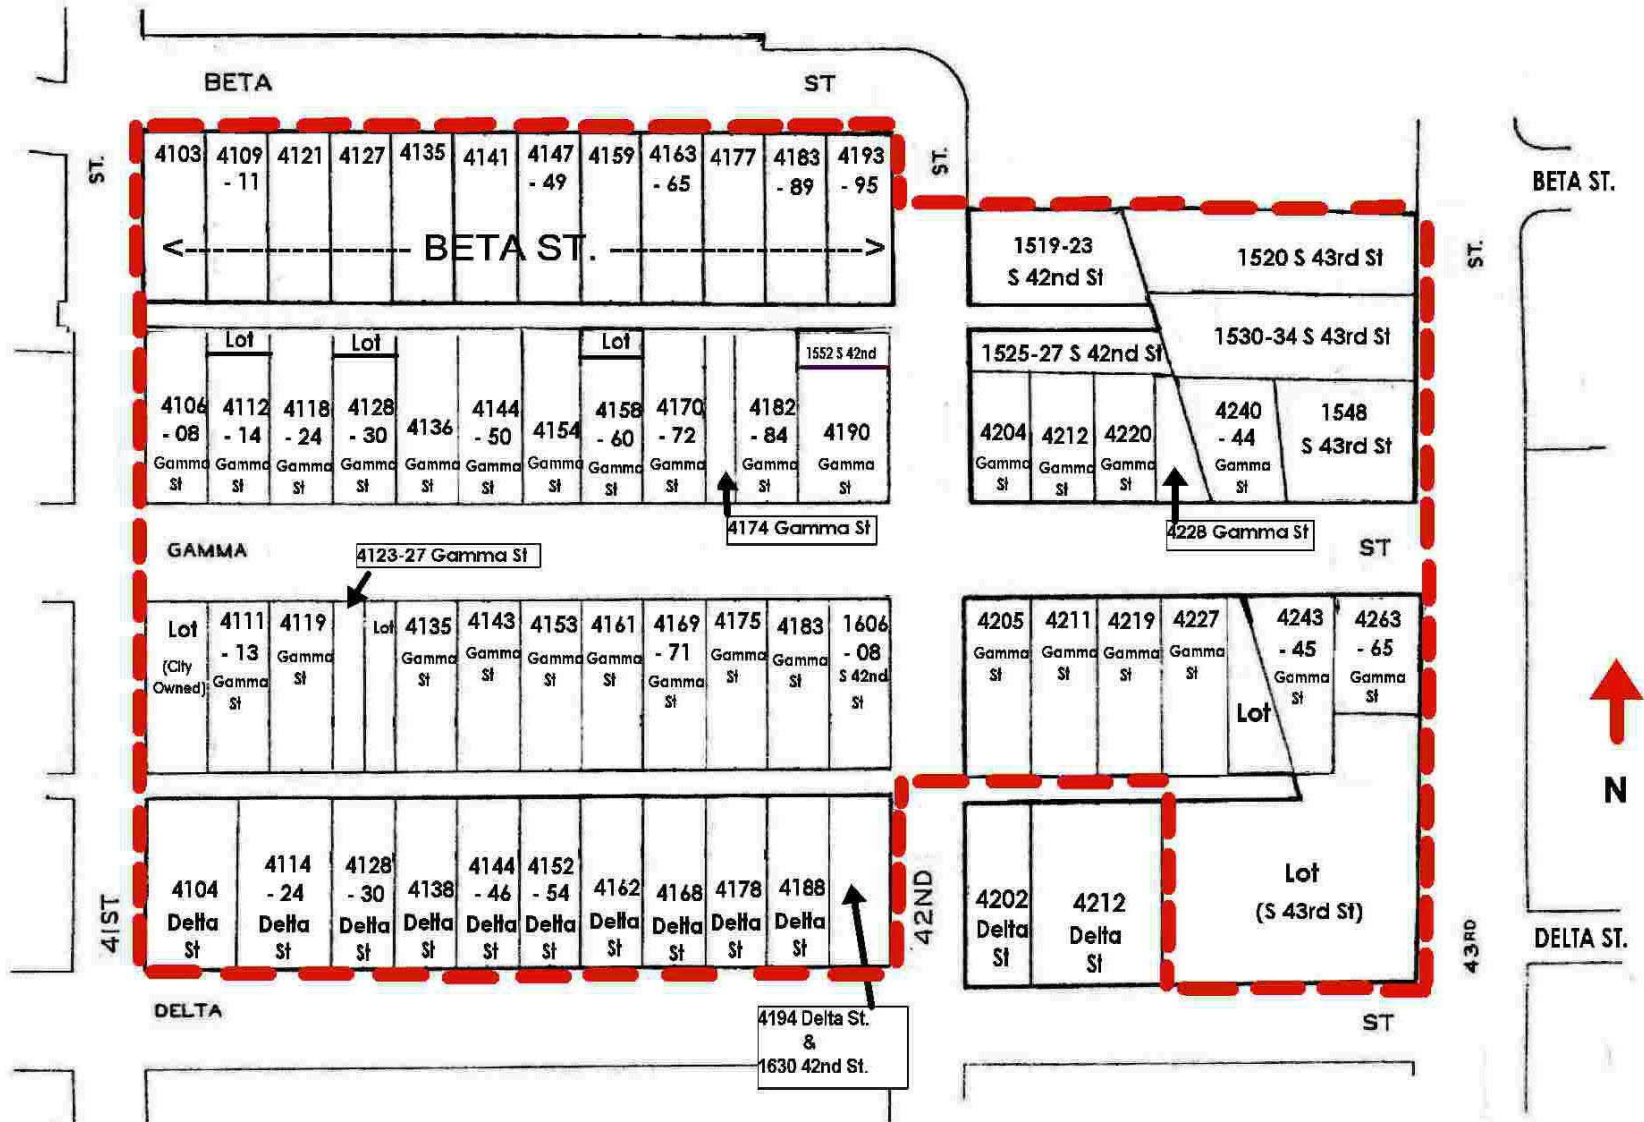 BETA ST
ST.
ST.
BETA ST.
ST.
4103
4109
- 11
4121
4127
4135
4141
4147
- 49
4159
4163
- 65
4177
4183
- 89
4193
- 95
<--------------- BETA ST. ---------------->
1519-23
S 42nd St
1520 S 43rd St
1530-34 S 43rd St
1525-27 S 42nd St
Lot
Lot
Lot
1552 S 42nd
4106
- 08
Gamma
St
4112
- 14
Gamma
St
4118
- 24
Gamma
St
4128
- 30
Gamma
St
4136
Gamma
St
4144
- 50
Gamma
St
4154
Gamma
St
4158
- 60
Gamma
St
4170
- 72
Gamma
St
4182
- 84
Gamma
St
4190
Gamma
St
4204
Gamma
St
4212
Gamma
St
4220
Gamma
St
4240
- 44
Gamma
St
1548
S 43rd St
4174 Gamma St
4228 Gamma St
GAMMA ST
4123-27 Gamma St
Lot
(City
Owned)
4111
- 13
Gamma
St
4119
Gamma
St
Lot
4135
Gamma
St
4143
Gamma
St
4153
Gamma
St
4161
Gamma
St
4169
- 71
Gamma
St
4175
Gamma
St
4183
Gamma
St
1606
- 08
S 42nd
St
4205
Gamma
St
4211
Gamma
St
4219
Gamma
St
4227
Gamma
St
Lot
4243
- 45
Gamma
St
4263
- 65
Gamma
St
N
41ST
4104
Delta
St
4114
- 24
Delta
St
4128
- 30
Delta
St
4138
Delta
St
4144
- 46
Delta
St
4152
- 54
Delta
St
4162
Delta
St
4168
Delta
St
4178
Delta
St
4188
Delta
St
42ND
4202
Delta
St
4212
Delta
St
Lot
(S 43rd St)
43RD
DELTA ST.
DELTA ST
4194 Delta St.
&
1630 42nd St.